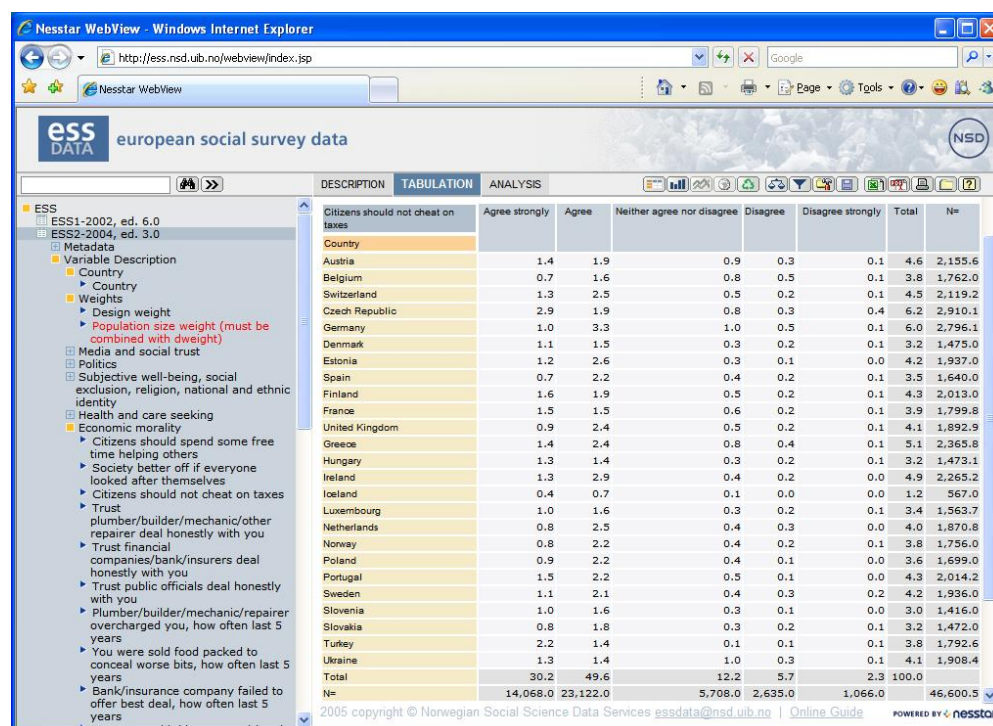 Nesstar WebView - Windows Internet Explorer
http://ess.nsd.uib.no/webview/index.jsp
Google
Nesstar WebView
Page
Tools
ess
DATA
european social survey data
NSD
DESCRIPTION TABULATION ANALYSIS
ESS
ESS1-2002, ed. 6.0
ESS2-2004, ed. 3.0
Metadata
Variable Description
Country
Country
Weights
Design weight
Population size weight (must be
combined with dweight)
Media and social trust
Politics
Subjective well-being, social
exclusion, religion, national and ethnic
identity
Health and care seeking
Economic morality
Citizens should spend some free
time helping others
Society better off if everyone
looked after themselves
Citizens should not cheat on taxes
Trust
plumber/builder/mechanic/other
repairer deal honestly with you
Trust financial
companies/bank/insurers deal
honestly with you
Trust public officials deal honestly
with you
Plumber/builder/mechanic/repairer
overcharged you, how often last 5
years
You were sold food packed to
conceal worse bits, how often last 5
years
Bank/insurance company failed to
offer best deal, how often last 5
years
Citizens should not cheat on
taxes
Agree strongly Agree Neither agree nor disagree Disagree Disagree strongly Total N=
Country
Austria 1.4 1.9 0.9 0.3 0.1 4.6 2,155.6
Belgium 0.7 1.6 0.8 0.5 0.1 3.8 1,762.0
Switzerland 1.3 2.5 0.5 0.2 0.1 4.5 2,119.2
Czech Republic 2.9 1.9 0.8 0.3 0.4 6.2 2,910.1
Germany 1.0 3.3 1.0 0.5 0.1 6.0 2,796.1
Denmark 1.1 1.5 0.3 0.2 0.1 3.2 1,475.0
Estonia 1.2 2.6 0.3 0.1 0.0 4.2 1,937.0
Spain 0.7 2.2 0.4 0.2 0.1 3.5 1,640.0
Finland 1.6 1.9 0.5 0.2 0.1 4.3 2,013.0
France 1.5 1.5 0.6 0.2 0.1 3.9 1,799.8
United Kingdom 0.9 2.4 0.5 0.2 0.1 4.1 1,892.9
Greece 1.4 2.4 0.8 0.4 0.1 5.1 2,365.8
Hungary 1.3 1.4 0.3 0.2 0.1 3.2 1,473.1
Ireland 1.3 2.9 0.4 0.2 0.0 4.9 2,265.2
Iceland 0.4 0.7 0.1 0.0 0.0 1.2 567.0
Luxembourg 1.0 1.6 0.3 0.2 0.1 3.4 1,563.7
Netherlands 0.8 2.5 0.4 0.3 0.0 4.0 1,870.8
Norway 0.8 2.2 0.4 0.2 0.1 3.8 1,756.0
Poland 0.9 2.2 0.4 0.1 0.0 3.6 1,699.0
Portugal 1.5 2.2 0.5 0.1 0.0 4.3 2,014.2
Sweden 1.1 2.1 0.4 0.3 0.2 4.2 1,936.0
Slovenia 1.0 1.6 0.3 0.1 0.0 3.0 1,416.0
Slovakia 0.8 1.8 0.3 0.2 0.1 3.2 1,472.0
Turkey 2.2 1.4 0.1 0.1 0.1 3.8 1,792.6
Ukraine 1.3 1.4 1.0 0.3 0.1 4.1 1,908.4
Total 30.2 49.6 12.2 5.7 2.3 100.0
N= 14,068.0 23,122.0 5,708.0 2,635.0 1,066.0 46,600.5
2005 copyright © Norwegian Social Science Data Services essdata@nsd.uib.no | Online Guide
POWERED BY nesstar